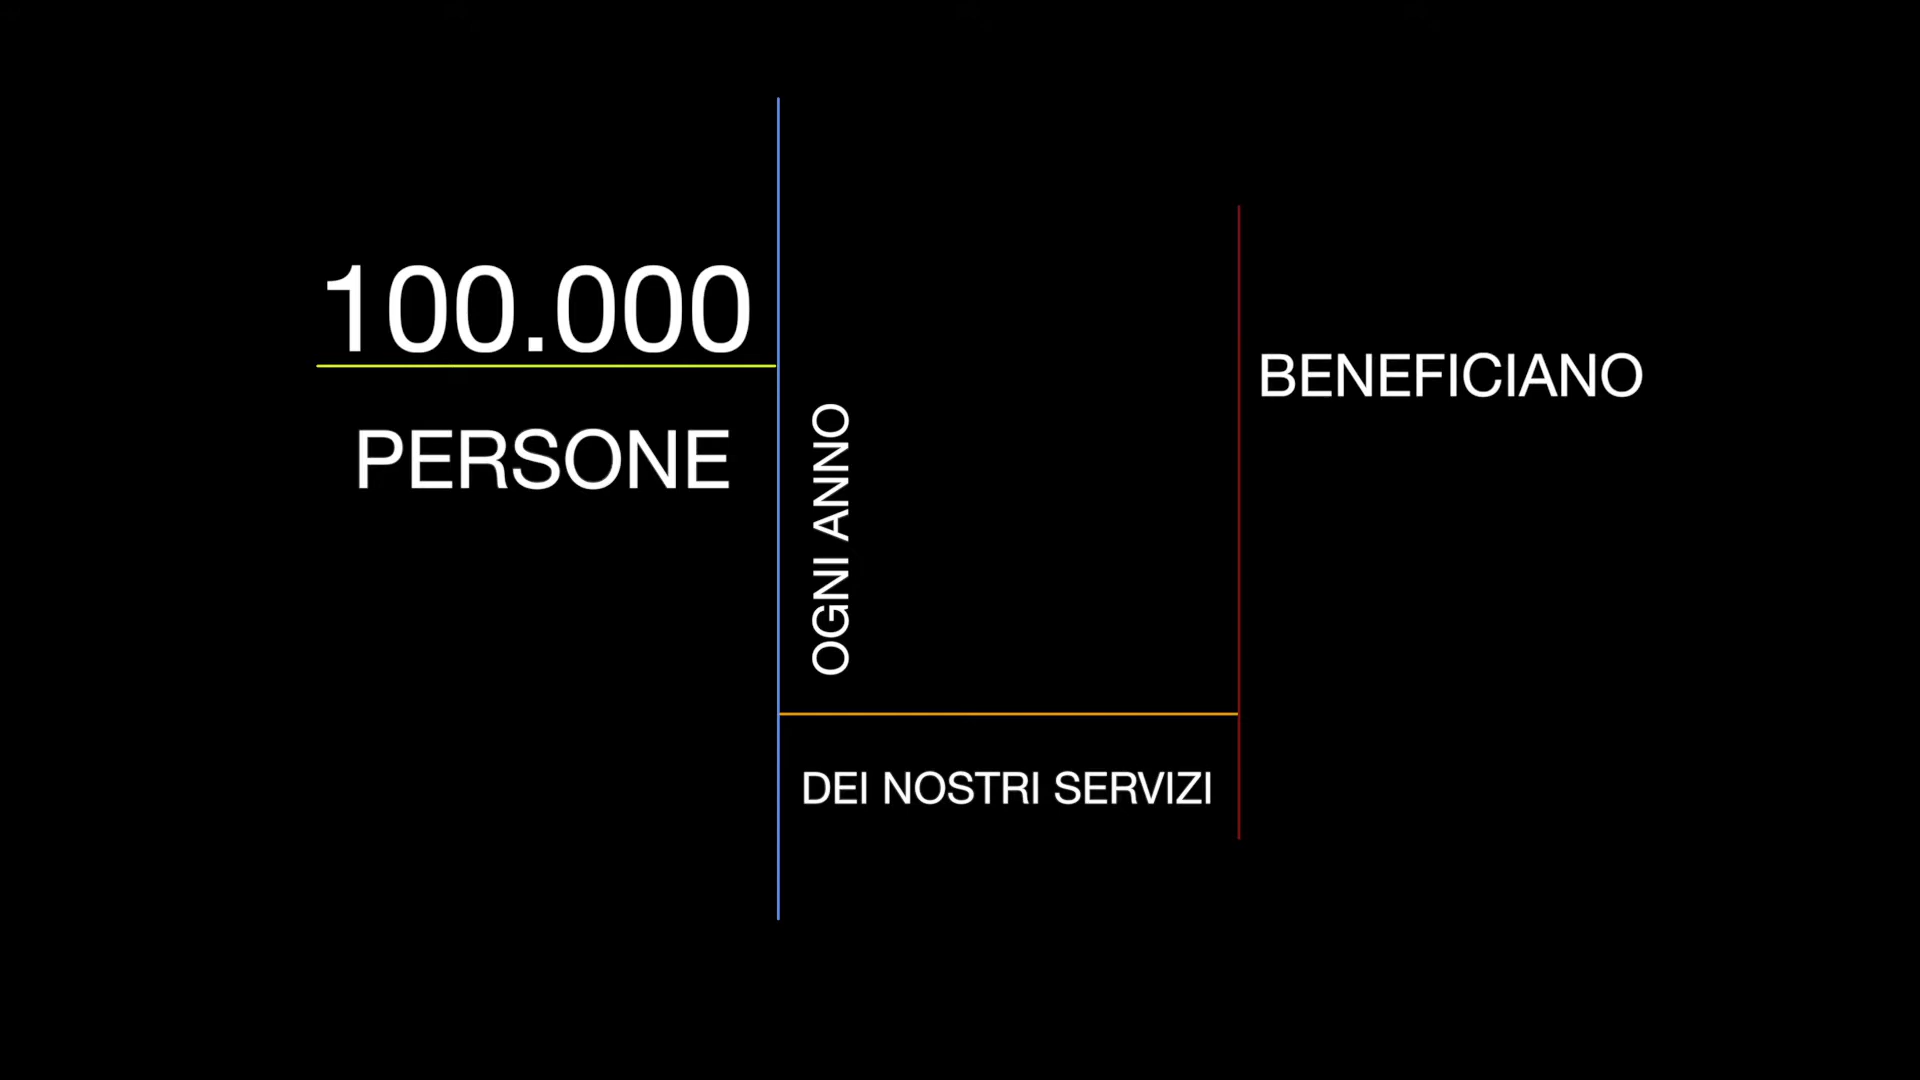 100.000
PERSONE
OGNI ANNO
BENEFICIANO
DEI NOSTRI SERVIZI